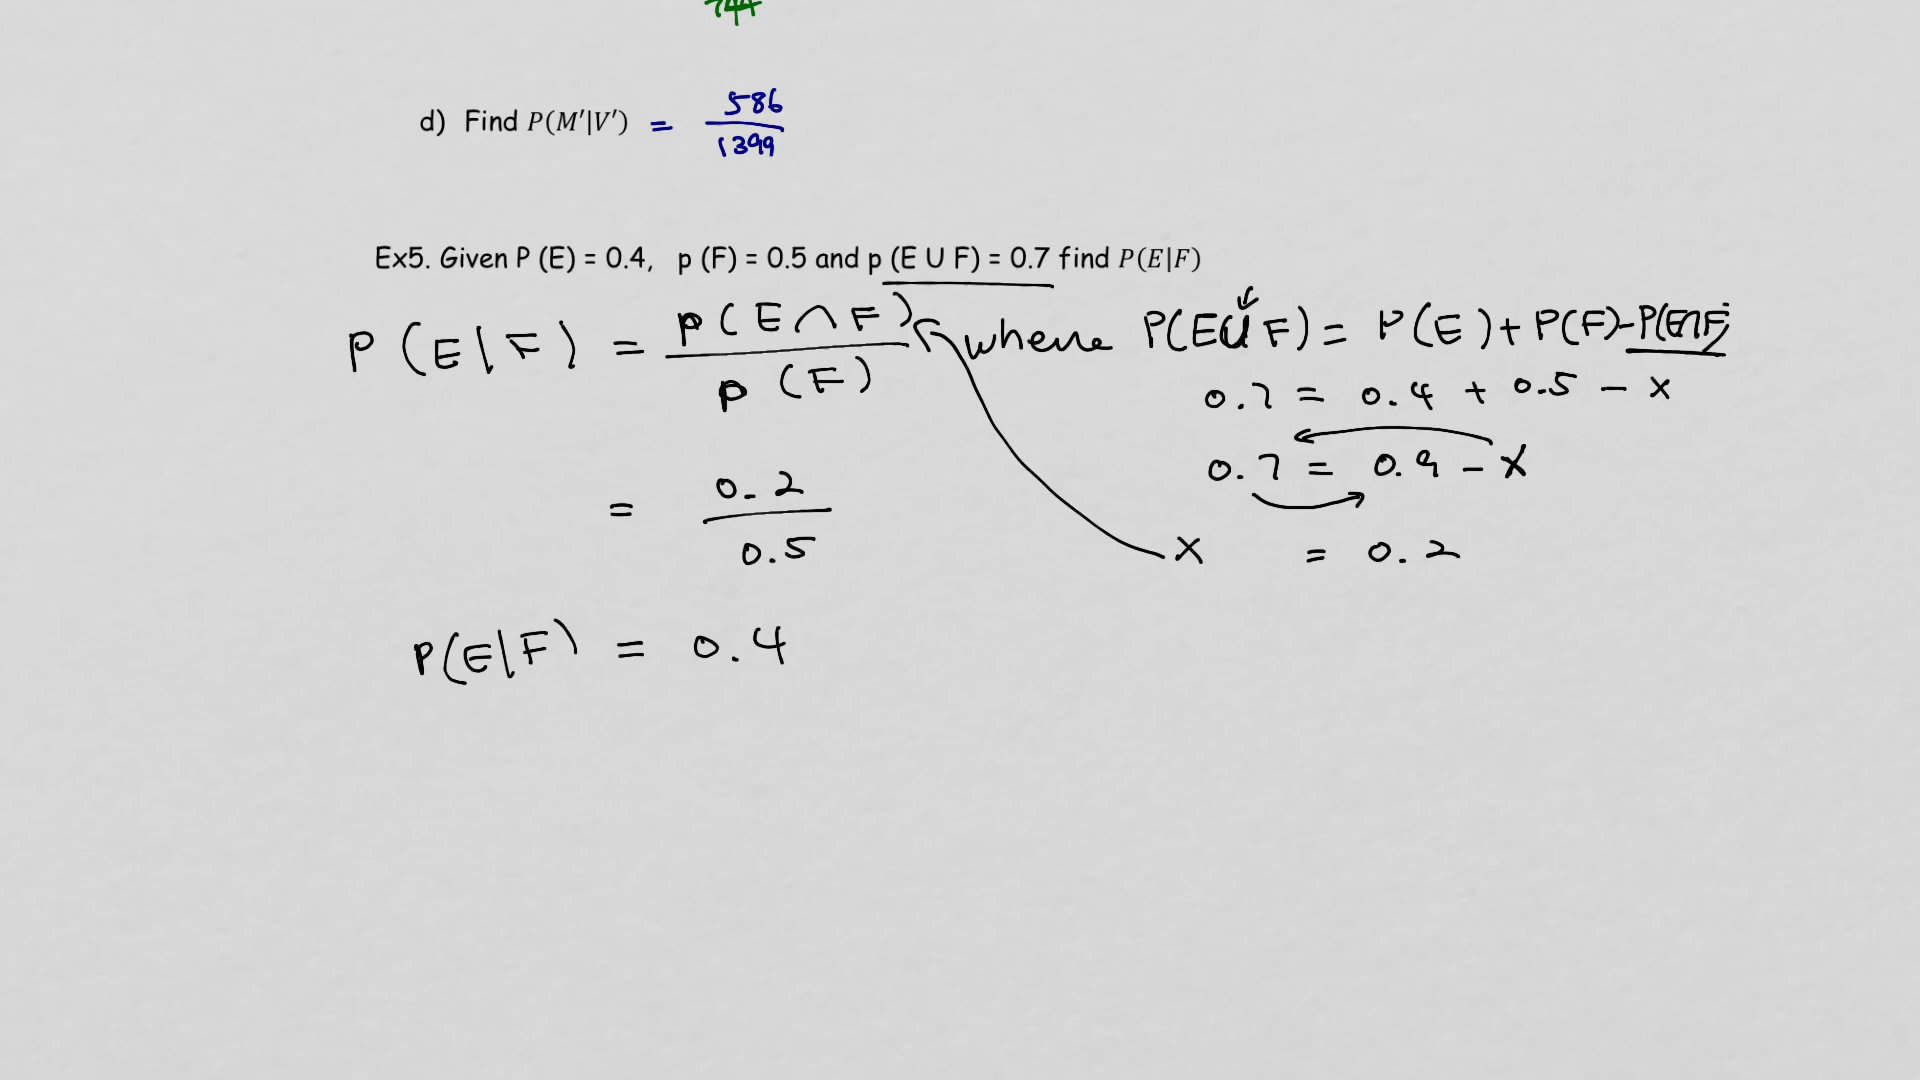 744
d) Find P(M'|V') = 586/1399
Ex5. Given P (E) = 0.4, p (F) = 0.5 and p (E U F) = 0.7 find P(E|F)
P(E|F) = p(E∩F)/p(F) where P(E∪F) = P(E) + P(F) - P(E∩F)
0.7 = 0.4 + 0.5 - x
0.7 = 0.9 - x
= 0.2/0.5
x = 0.2
P(E|F) = 0.4